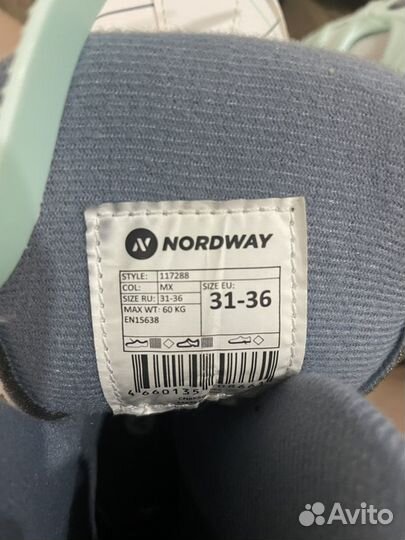 NORDWAY
STYLE: 117288
COL: MX
SIZE RU: 31-36
MAX WT: 60 KG
EN15638
SIZE EU:
31-36
Avito